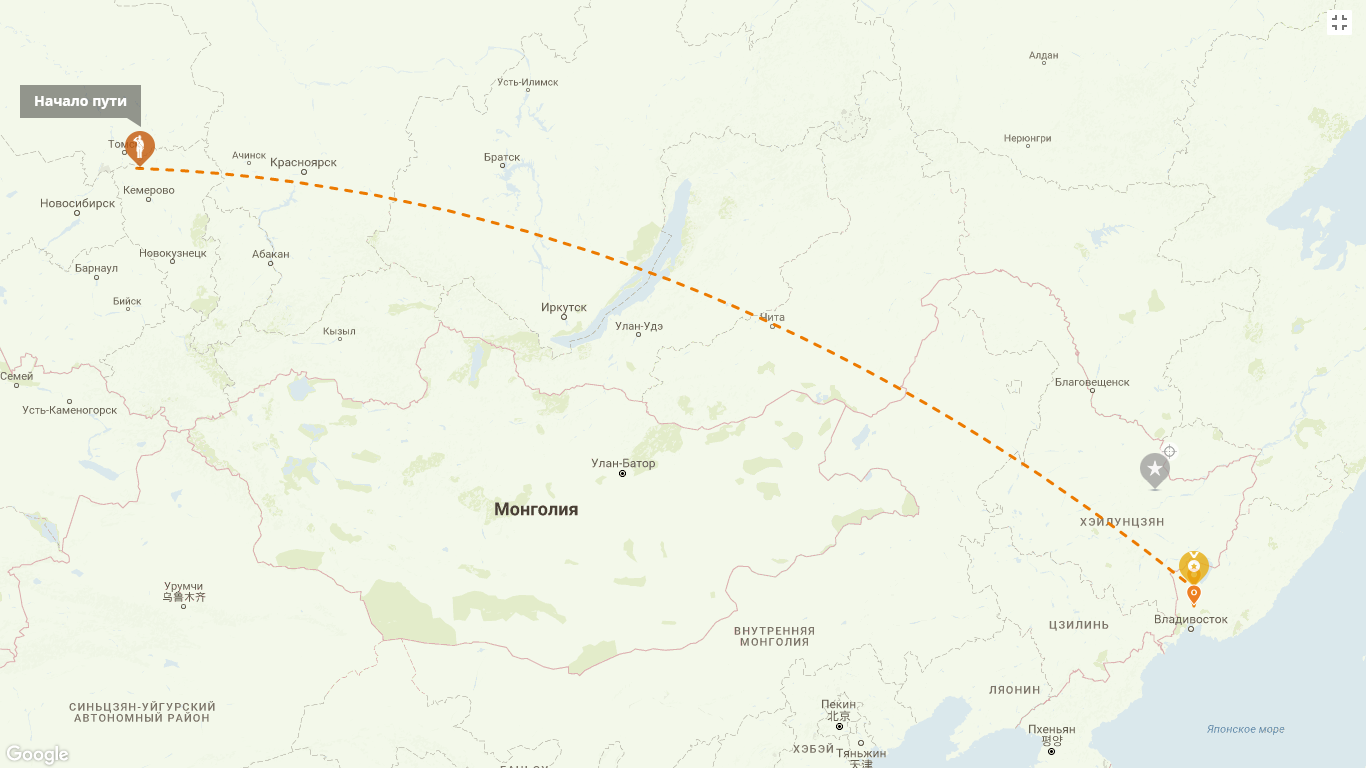 Алдан
Усть-Илимск
Начало пути
Нерюнгри
Ачинск
Братск
Красноярск
Кемерово
Новосибирск
Новокузнецк
Абакан
Барнаул
Бийск
Иркутск
Чита
Улан-Удэ
Кызыл
Семей
Благовещенск
Усть-Каменогорск
Улан-Батор
Монголия
ХЭЙЛУНЦЗЯН
Урумчи
乌鲁木齐
Владивосток
ЦЗИЛИНЬ
ВНУТРЕННЯЯ
МОНГОЛИЯ
ЛЯОНИН
СИНЬЦЗЯН-УЙГУРСКИЙ
АВТОНОМНЫЙ РАЙОН
Пекин
北京
Японское море
Пхеньян
평양
ХЭБЭЙ
Тяньжин
天津
Google